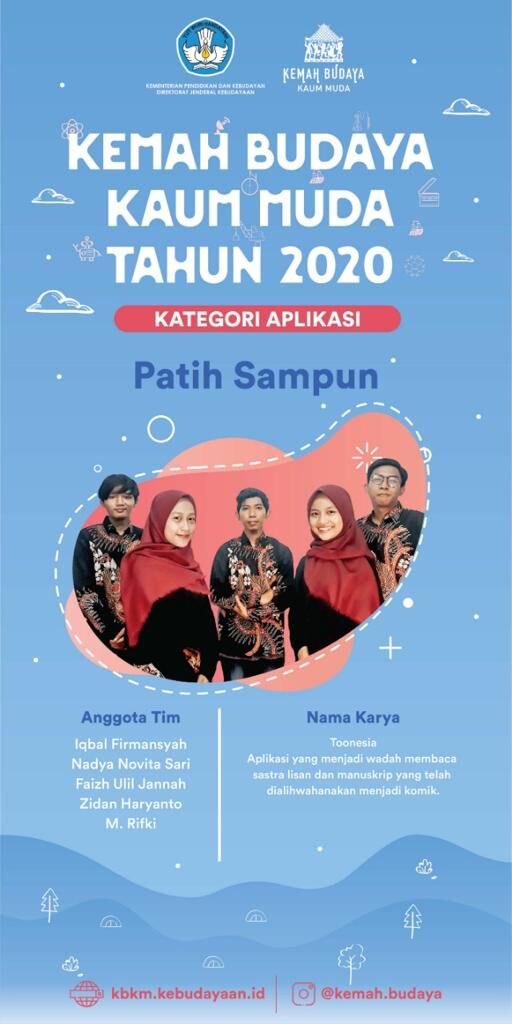 KEMENTERIAN PENDIDIKAN DAN KEBUDAYAAN
DIREKTORAT JENDERAL KEBUDAYAAN
KEMAH BUDAYA
KAUM MUDA
KEMAH BUDAYA
KAUM MUDA
TAHUN 2020
KATEGORI APLIKASI
Patih Sampun
Anggota Tim
Iqbal Firmansyah
Nadya Novita Sari
Faizh Ulil Jannah
Zidan Haryanto
M. Rifki
Nama Karya
Toonesia
Aplikasi yang menjadi wadah membaca
sastra lisan dan manuskrip yang telah
dialihwahanakan menjadi komik.
kbkm.kebudayaan.id
@kemah.budaya